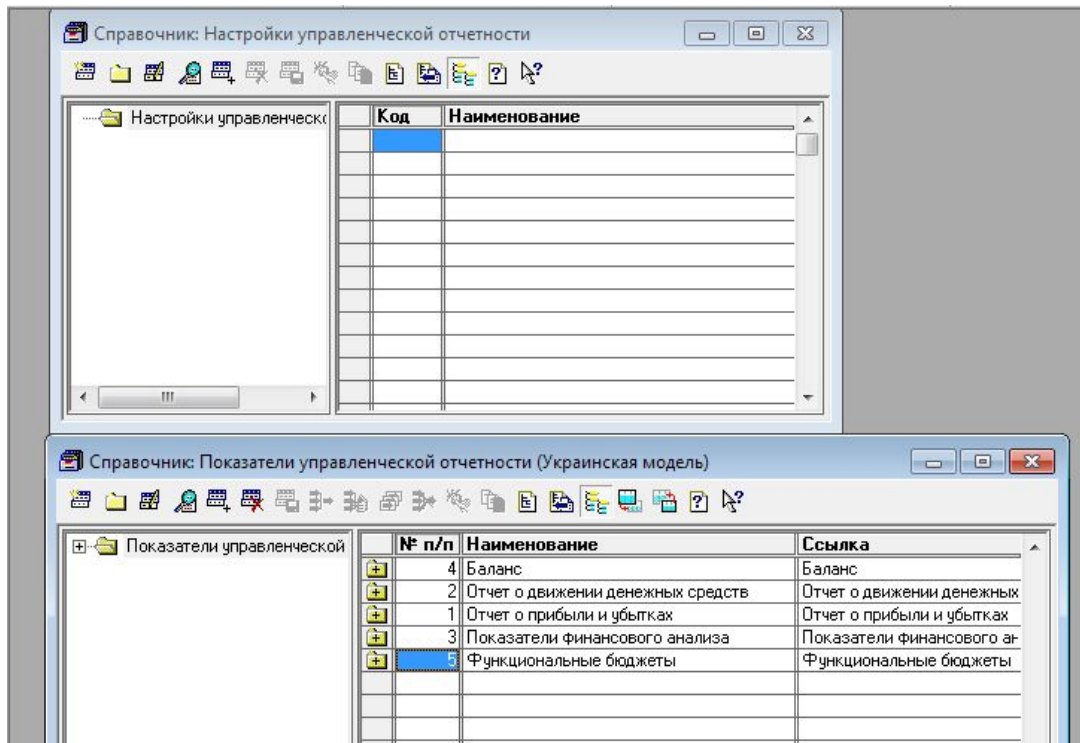 Справочник: Настройки управленческой отчетности
Настройки управленческ
Код Наименование
Справочник: Показатели управленческой отчетности (Украинская модель)
Показатели управленческой
№ п/п Наименование Ссылка
4 Баланс Баланс
2 Отчет о движении денежных средств Отчет о движении денежных
1 Отчет о прибыли и убытках Отчет о прибыли и убытках
3 Показатели финансового анализа Показатели финансового ан
5 Функциональные бюджеты Функциональные бюджеты